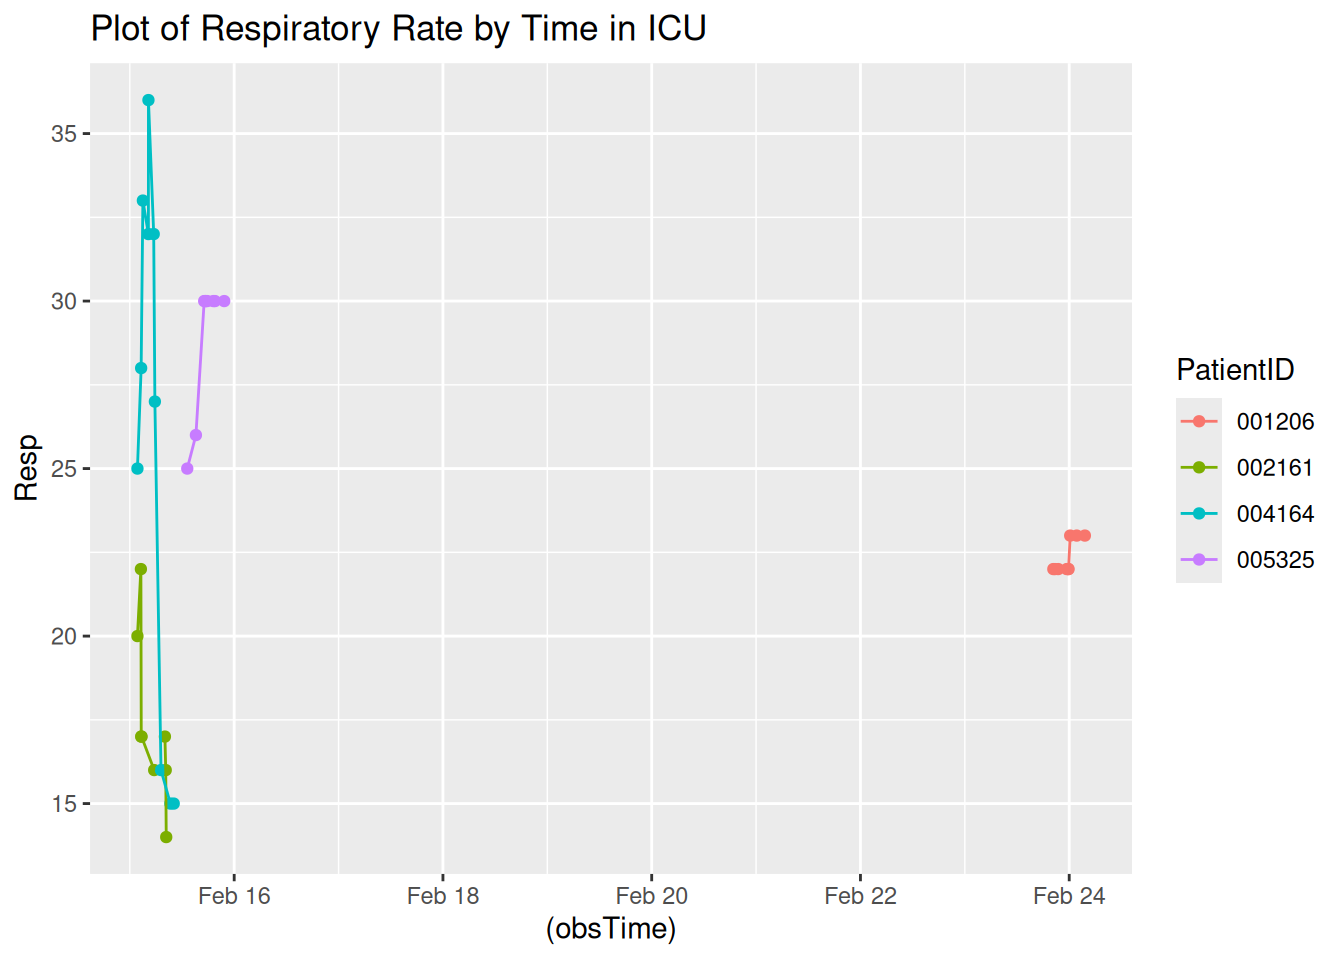 Plot of Respiratory Rate by Time in ICU
35
30
25
20
15
Resp
Feb 16
Feb 18
Feb 20
Feb 22
Feb 24
(obsTime)
PatientID
001206
002161
004164
005325